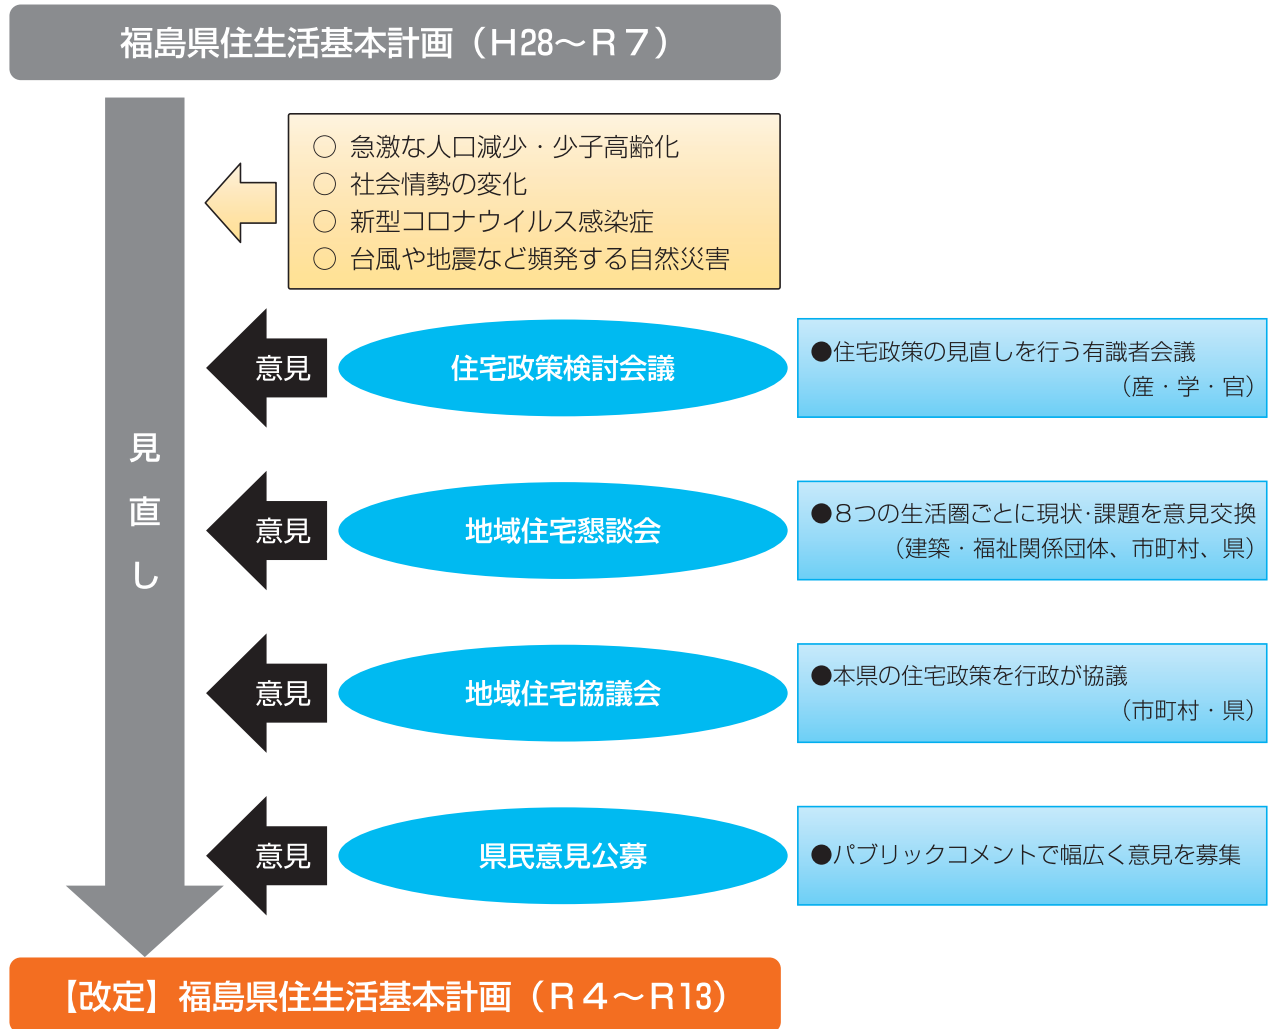 福島県住生活基本計画（Ｈ28～Ｒ７）
○ 急激な人口減少・少子高齢化
○ 社会情勢の変化
○ 新型コロナウイルス感染症
○ 台風や地震など頻発する自然災害
見直し
意見
住宅政策検討会議
●住宅政策の見直しを行う有識者会議
（産・学・官）
意見
地域住宅懇談会
●８つの生活圏ごとに現状・課題を意見交換
（建築・福祉関係団体、市町村、県）
意見
地域住宅協議会
●本県の住宅政策を行政が協議
（市町村・県）
意見
県民意見公募
●パブリックコメントで幅広く意見を募集
【改定】福島県住生活基本計画（Ｒ４～Ｒ13）